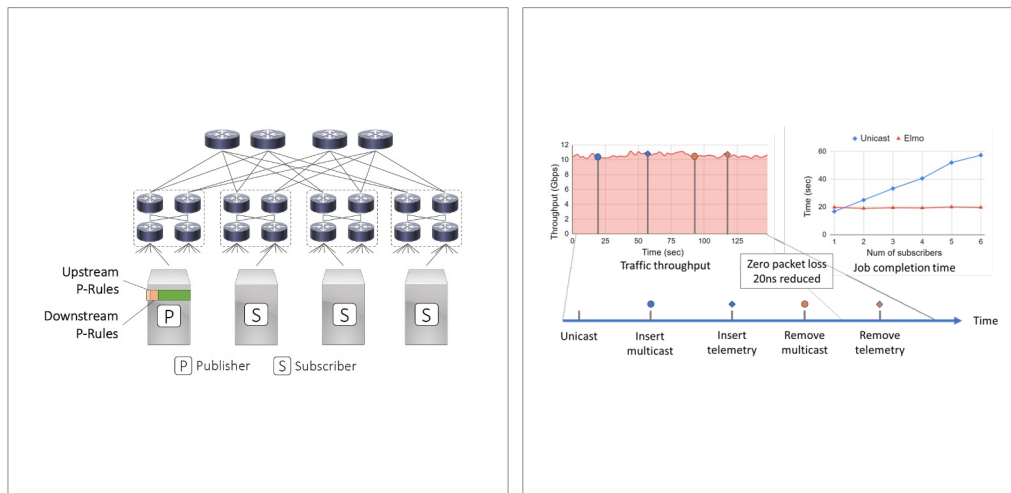 Upstream
P-Rules
Downstream
P-Rules
P
S
S
S
P Publisher
S Subscriber
Throughput (Gbps)
12
10
8
6
4
2
0
0
25
50
75
100
125
Time (sec)
Traffic throughput
Unicast
Elmo
Time (sec)
60
40
20
0
1
2
3
4
5
6
Num of subscribers
Job completion time
Zero packet loss
20ns reduced
Time
Unicast
Insert
multicast
Insert
telemetry
Remove
multicast
Remove
telemetry